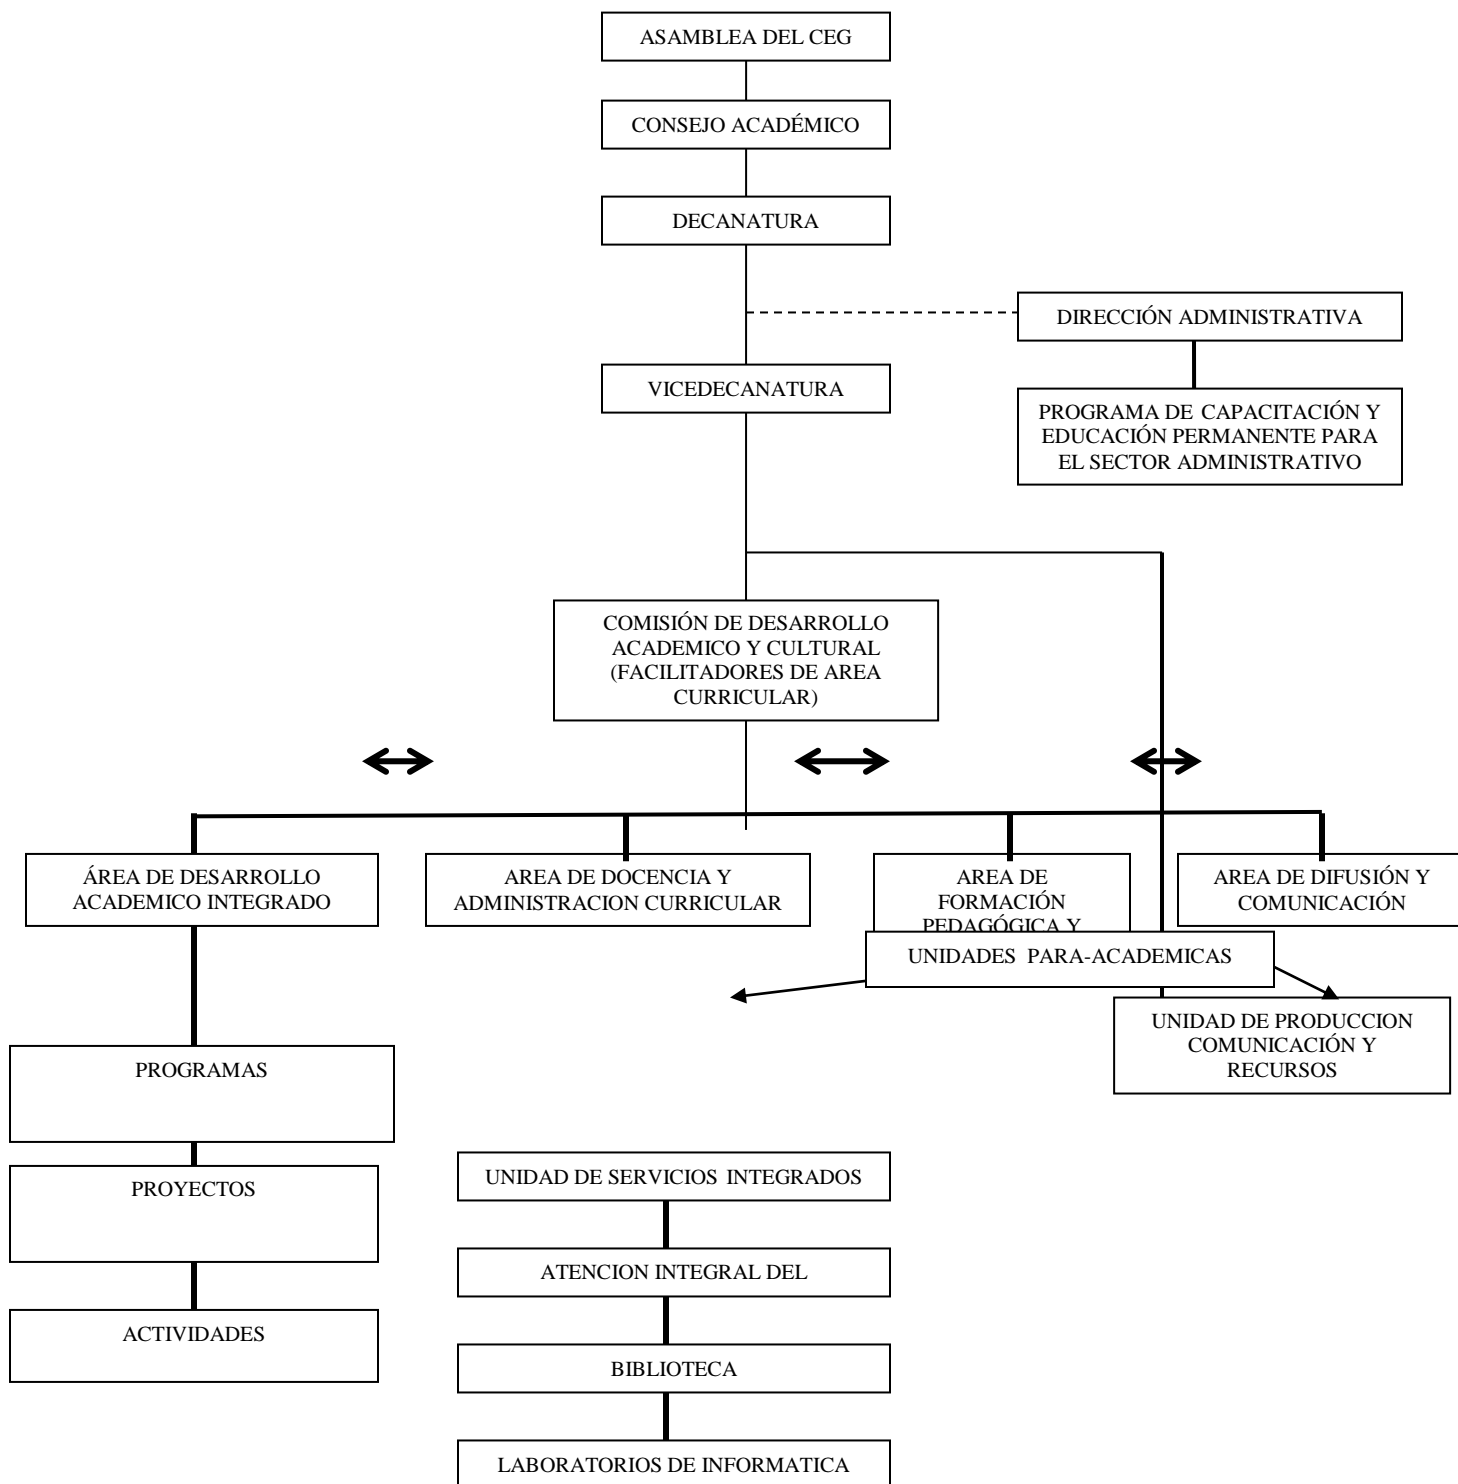 ASAMBLEA DEL CEG
CONSEJO ACADÉMICO
DECANATURA
DIRECCIÓN ADMINISTRATIVA
VICEDECANATURA
PROGRAMA DE CAPACITACIÓN Y
EDUCACIÓN PERMANENTE PARA
EL SECTOR ADMINISTRATIVO
COMISIÓN DE DESARROLLO
ACADEMICO Y CULTURAL
(FACILITADORES DE AREA
CURRICULAR)
ÁREA DE DESARROLLO
ACADEMICO INTEGRADO
AREA DE DOCENCIA Y
ADMINISTRACION CURRICULAR
AREA DE
FORMACIÓN
PEDAGÓGICA Y
AREA DE DIFUSIÓN Y
COMUNICACIÓN
UNIDADES PARA-ACADEMICAS
UNIDAD DE PRODUCCION
COMUNICACIÓN Y
RECURSOS
PROGRAMAS
PROYECTOS
ACTIVIDADES
UNIDAD DE SERVICIOS INTEGRADOS
ATENCION INTEGRAL DEL
BIBLIOTECA
LABORATORIOS DE INFORMATICA